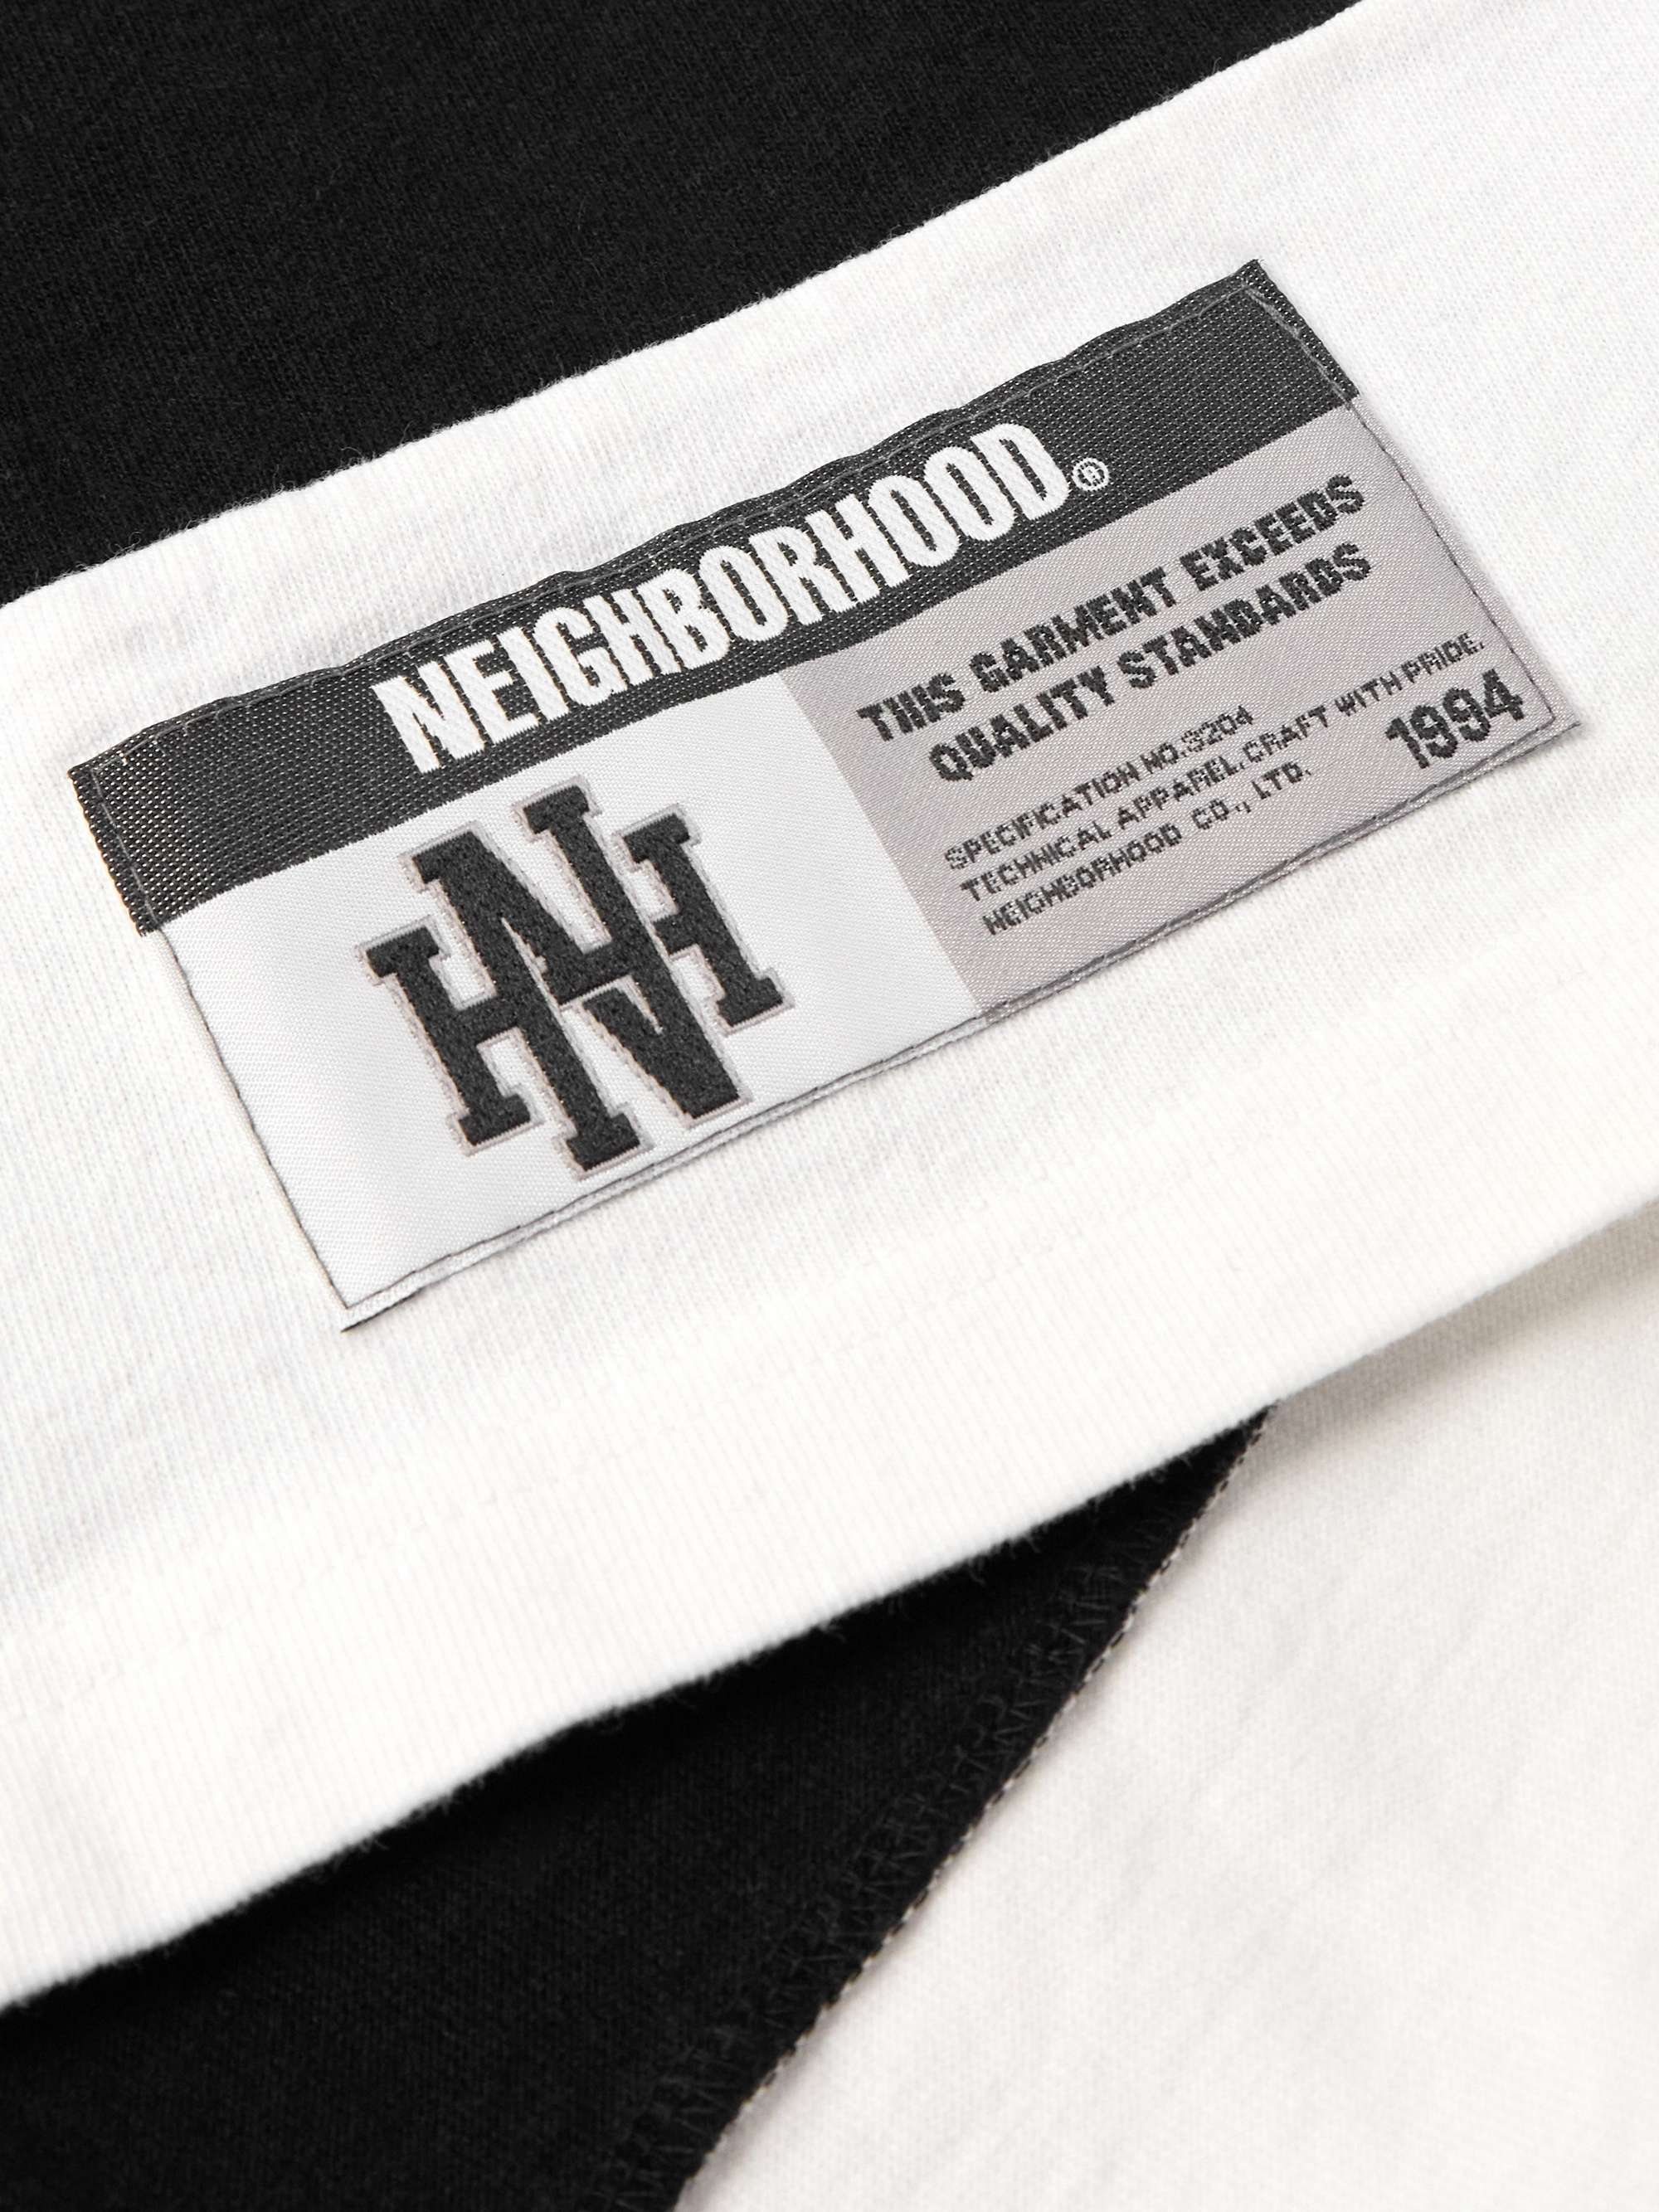 NEIGHBORHOOD®
NH
HN
THIS GARMENT EXCEEDS
QUALITY STANDARDS
SPECIFICATION NO.3204
TECHNICAL APPAREL.CRAFT WITH PRIDE.
NEIGHBORHOOD CO., LTD.
1994